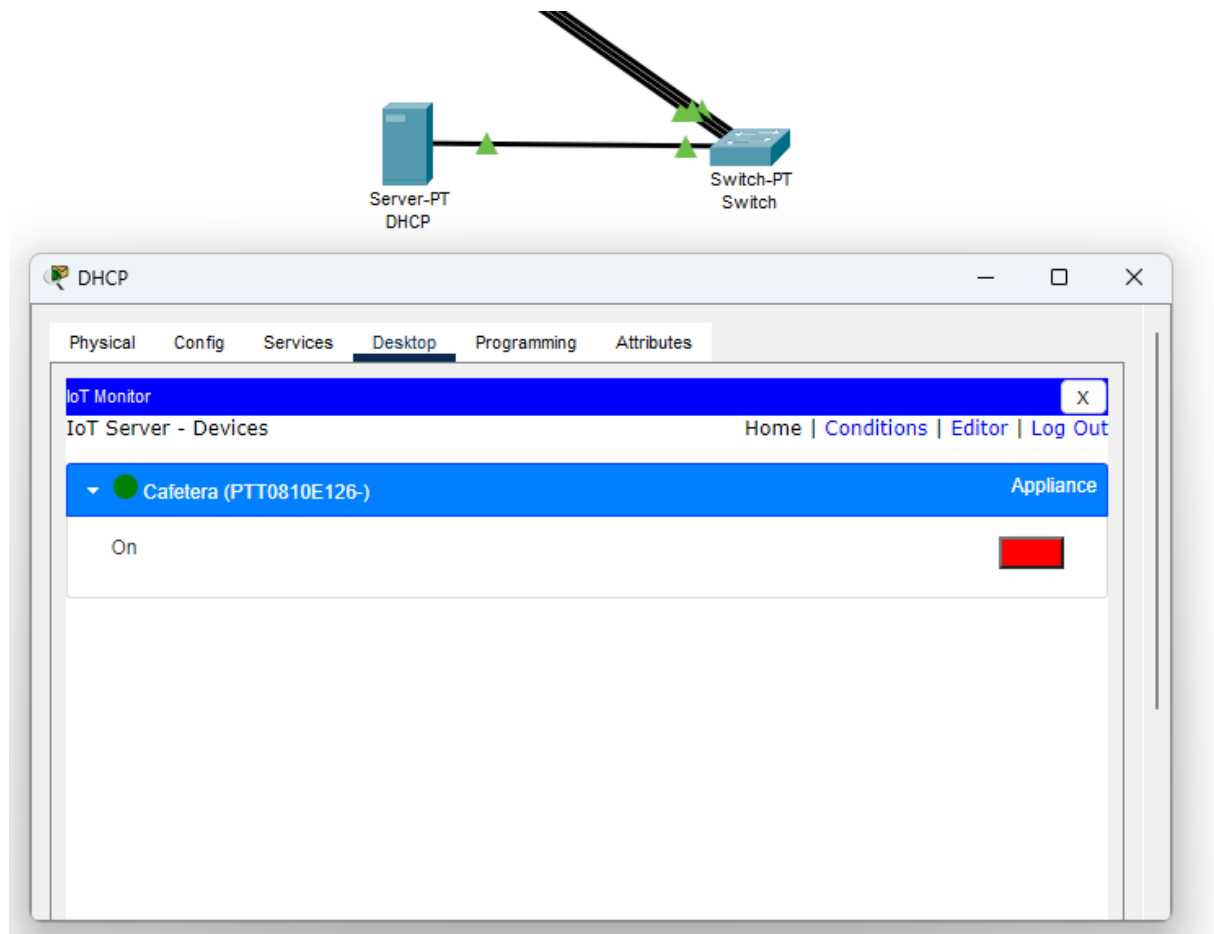 Server-PT
DHCP
Switch-PT
Switch
DHCP
Physical Config Services Desktop Programming Attributes
IoT Monitor X
IoT Server - Devices Home | Conditions | Editor | Log Out
Cafetera (PTT0810E126-) Appliance
On